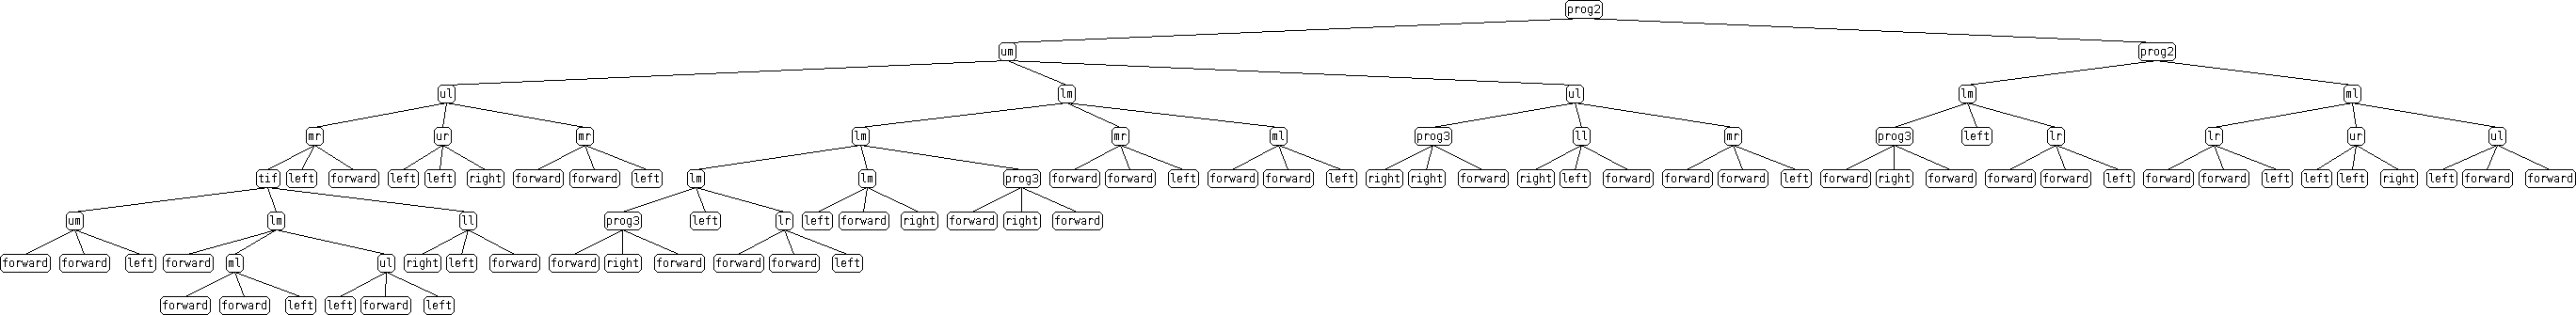 prog2
um prog2
ul lm ul lm ml
mr ur mr lm mr ml prog3 ll mr prog3 left lr lr ur ul
tif left forward left left right forward forward left lm lm prog3 forward forward left forward forward left right right forward right left forward forward forward left forward right forward forward forward left forward forward left left left right left forward forward
um lm ll prog3 left lr left forward right forward right forward
forward forward left forward ml ul right left forward forward right forward forward forward left
forward forward left left forward left